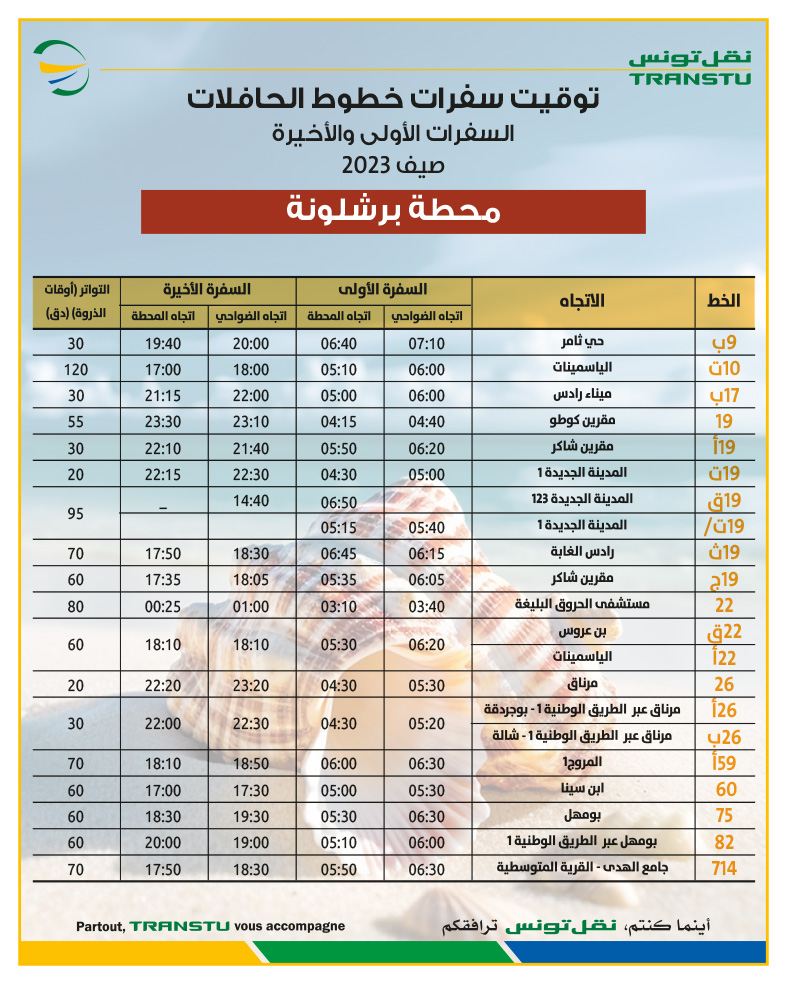 نقل تونس
TRANSTU
توقيت سفرات خطوط الحافلات
السفرات الأولى والأخيرة
صيف 2023
محطة برشلونة
الخط الاتجاه السفرة الأولى السفرة الأخيرة التواتر (أوقات الذروة) (دق)
اتجاه الضواحي اتجاه المحطة اتجاه الضواحي اتجاه المحطة
9ب حي ثامر 07:10 06:40 20:00 19:40 30
10ت الياسمينات 06:00 05:10 18:00 17:00 120
17ب ميناء رادس 06:00 05:00 22:00 21:15 30
19 مقرين كوطو 04:40 04:15 23:10 23:30 55
19أ مقرين شاكر 06:20 05:50 21:40 22:10 30
19ت المدينة الجديدة 1 05:00 04:30 22:30 22:15 20
19ق المدينة الجديدة 123 06:50 14:40 _ 95
19ت/ المدينة الجديدة 1 05:40 05:15
19ث رادس الغابة 06:15 06:45 18:30 17:50 70
19ج مقرين شاكر 06:05 05:35 18:05 17:35 60
22 مستشفى الحروق البليغة 03:40 03:10 01:00 00:25 80
22ق بن عروس 06:20 05:30 18:10 18:10 60
22أ الياسمينات
26 مرناق 05:30 04:30 23:20 22:20 20
26أ مرناق عبر الطريق الوطنية 1 - بوجردقة 05:20 04:30 22:30 22:00 30
26ب مرناق عبر الطريق الوطنية 1 - شالة
59أ المروج1 06:30 06:00 18:50 18:10 70
60 ابن سينا 05:30 05:00 17:30 17:00 60
75 بومهل 06:30 05:30 19:30 18:30 60
82 بومهل عبر الطريق الوطنية 1 06:00 05:10 19:00 20:00 60
714 جامع الهدى - القرية المتوسطية 06:30 05:50 18:30 17:50 70
أينما كنتم، نقل تونس ترافقكم
Partout, TRANSTU vous accompagne